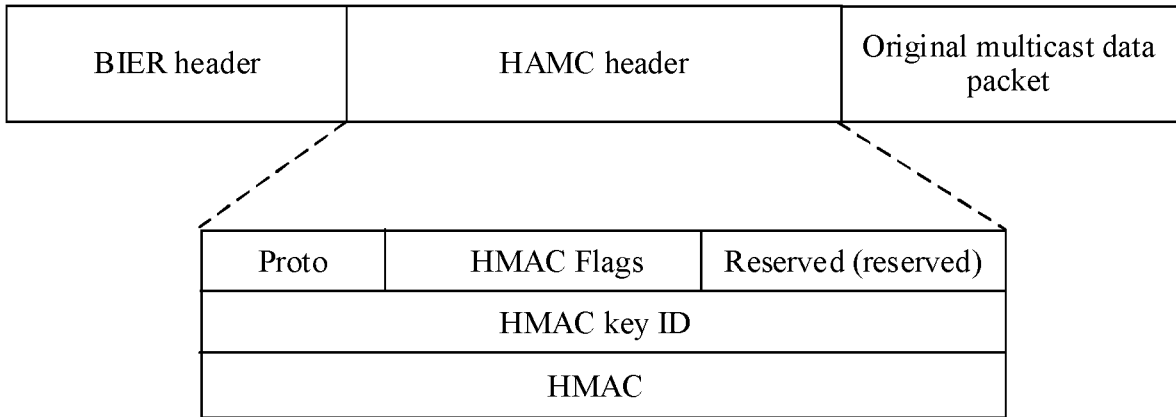 BIER header
HAMC header
Original multicast data
packet
Proto
HMAC Flags
Reserved (reserved)
HMAC key ID
HMAC